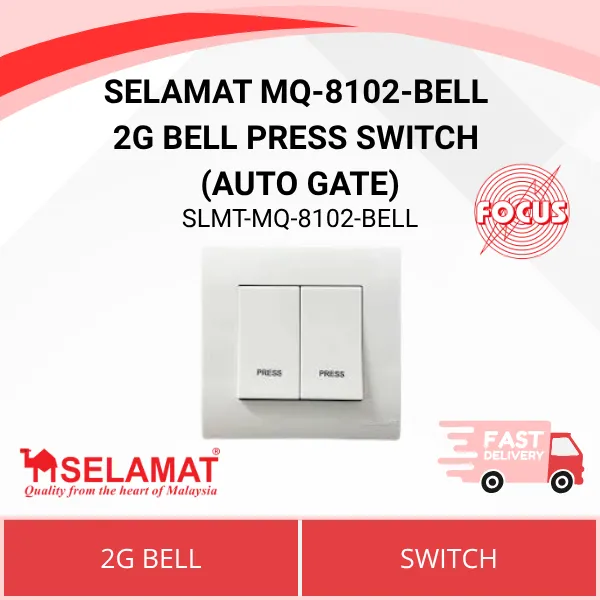 SELAMAT MQ-8102-BELL
2G BELL PRESS SWITCH
(AUTO GATE)
SLMT-MQ-8102-BELL
FOCUS
PRESS PRESS
FAST
DELIVERY
SELAMAT®
Quality from the heart of Malaysia
2G BELL
SWITCH